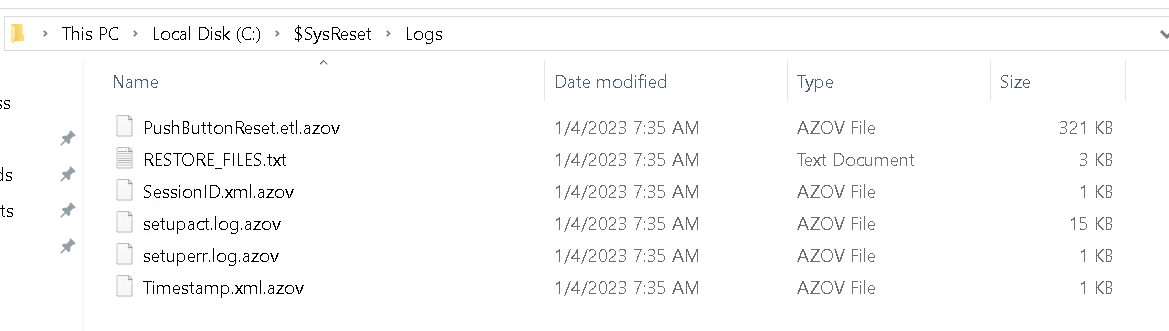 This PC > Local Disk (C:) > $SysReset > Logs
Name Date modified Type Size
PushButtonReset.etl.azov 1/4/2023 7:35 AM AZOV File 321 KB
RESTORE_FILES.txt 1/4/2023 7:35 AM Text Document 3 KB
SessionID.xml.azov 1/4/2023 7:35 AM AZOV File 1 KB
setupact.log.azov 1/4/2023 7:35 AM AZOV File 15 KB
setuperr.log.azov 1/4/2023 7:35 AM AZOV File 1 KB
Timestamp.xml.azov 1/4/2023 7:35 AM AZOV File 1 KB